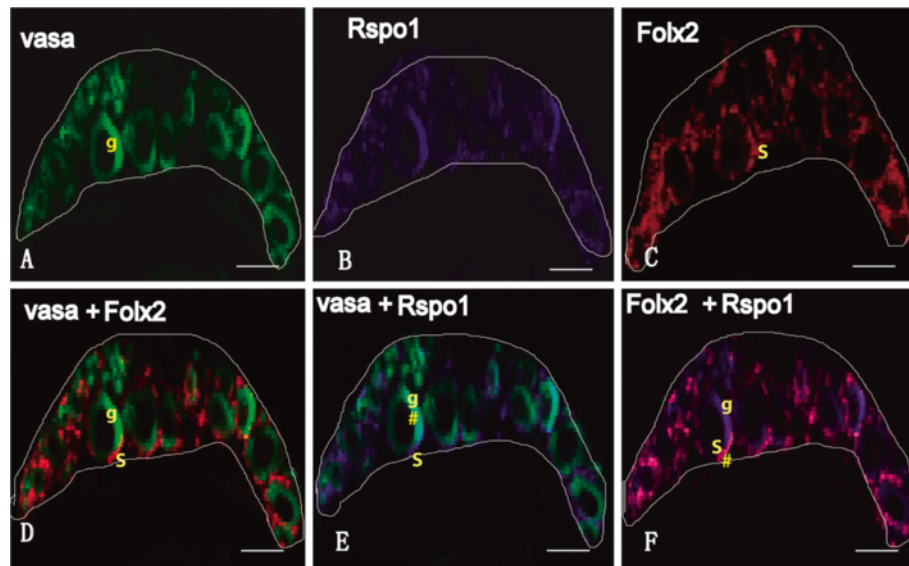 vasa
Rspo1
Folx2
g
S
A
B
C
vasa + Folx2
vasa +
Rspo1
Folx2 + Rspo1
g
g
#
g
S
S
S
#
D
E
F